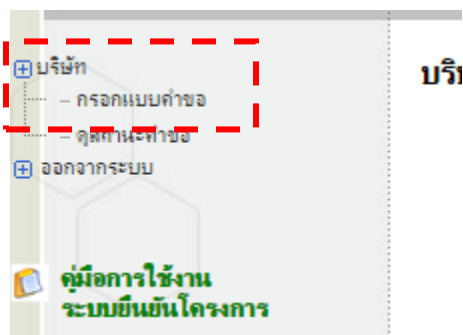 บริษัท
– กรอกแบบคำขอ
– ดูสถานะคำขอ
ออกจากระบบ
คู่มือการใช้งาน
ระบบยืนยันโครงการ